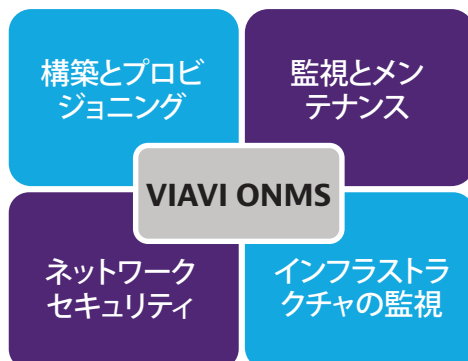 構築とプロビ
ジョニング
監視とメン
テナンス
VIAVI ONMS
ネットワーク
セキュリティ
インフラストラ
クチャの監視